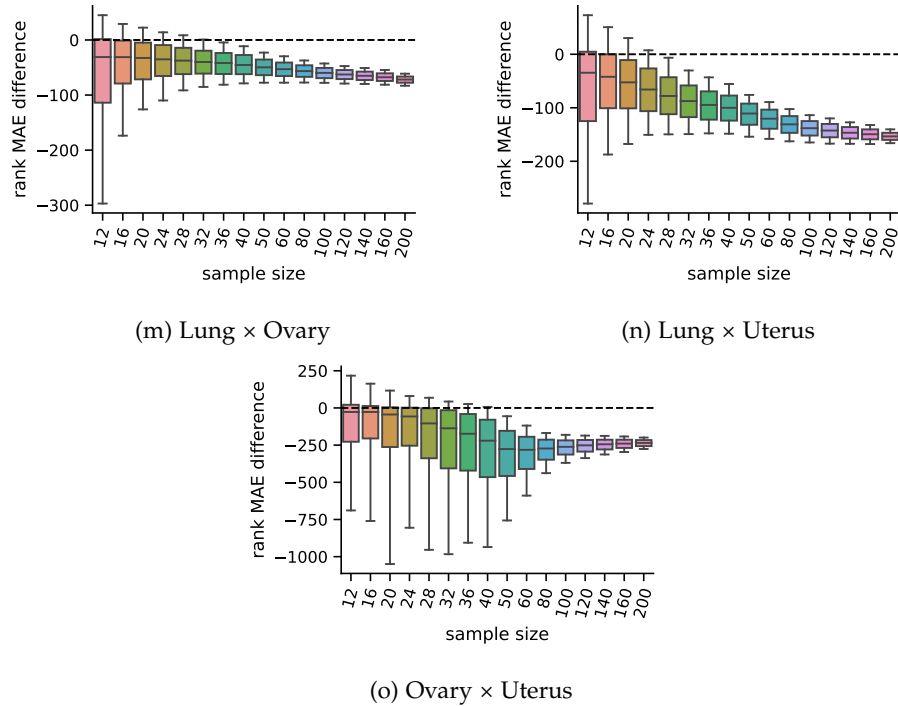 0
−100
−200
−300
rank MAE difference
12 16 20 24 28 32 36 40 50 60 80 100 120 140 160 200
sample size
(m) Lung × Ovary
0
−100
−200
rank MAE difference
12 16 20 24 28 32 36 40 50 60 80 100 120 140 160 200
sample size
(n) Lung × Uterus
250
0
−250
−500
−750
−1000
rank MAE difference
12 16 20 24 28 32 36 40 50 60 80 100 120 140 160 200
sample size
(o) Ovary × Uterus